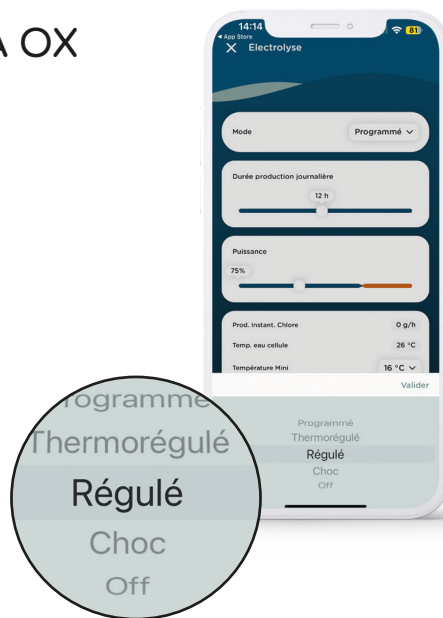 A OX
14:14
81
App Store
Electrolyse
Mode
Programmé
Durée production journalière
12 h
Puissance
75%
Prod. Instant. Chlore 0 g/h
Temp. eau cellule 26 °C
Température Mini 16 °C
Valider
Programmé
Thermorégulé
Régulé
Choc
Off
ogramme
Thermorégulé
Régulé
Choc
Off